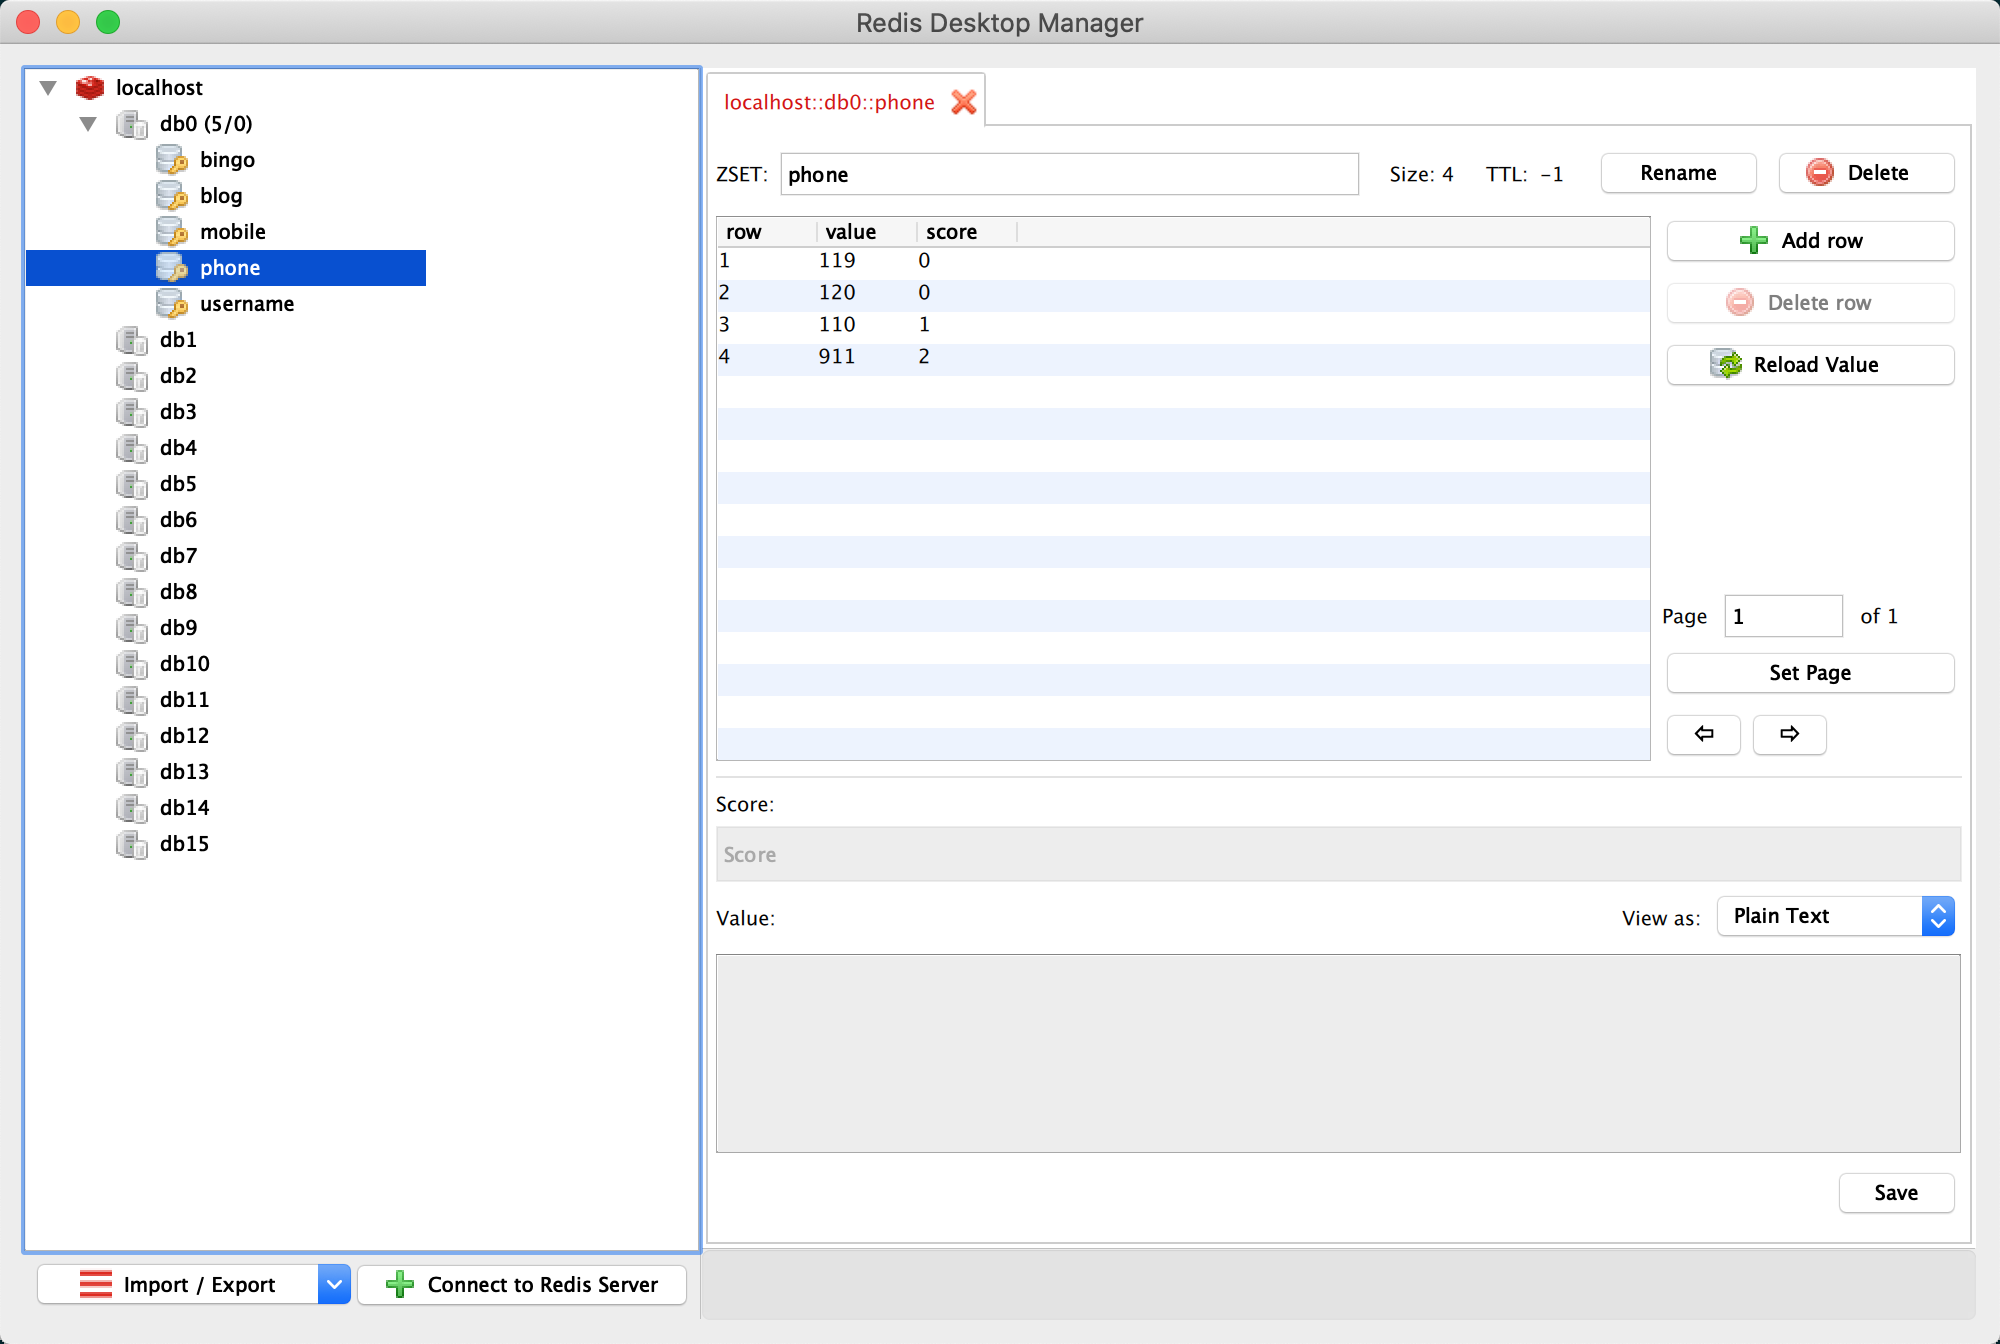 Redis Desktop Manager
localhost
db0 (5/0)
bingo
blog
mobile
phone
username
db1
db2
db3
db4
db5
db6
db7
db8
db9
db10
db11
db12
db13
db14
db15
Import / Export
Connect to Redis Server
localhost::db0::phone
ZSET: phone Size: 4 TTL: -1 Rename Delete
row value score
1 119 0
2 120 0
3 110 1
4 911 2
Add row
Delete row
Reload Value
Page 1 of 1
Set Page
Score:
Score
Value: View as: Plain Text
Save